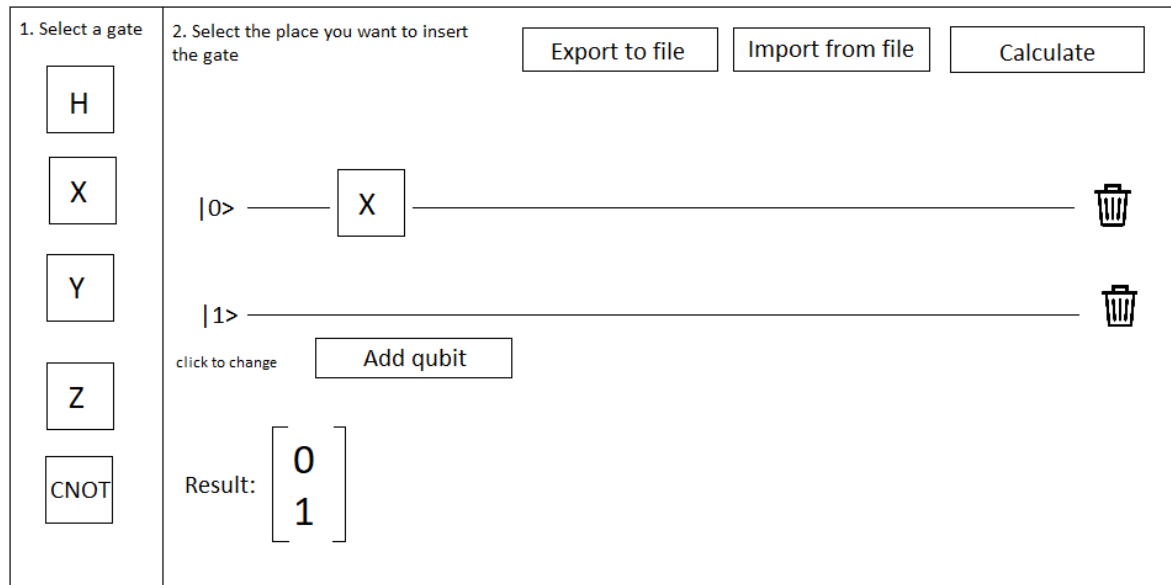 1. Select a gate
H
X
Y
Z
CNOT
2. Select the place you want to insert
the gate
Export to file
Import from file
Calculate
|0>
X
|1>
click to change
Add qubit
Result:
0
1